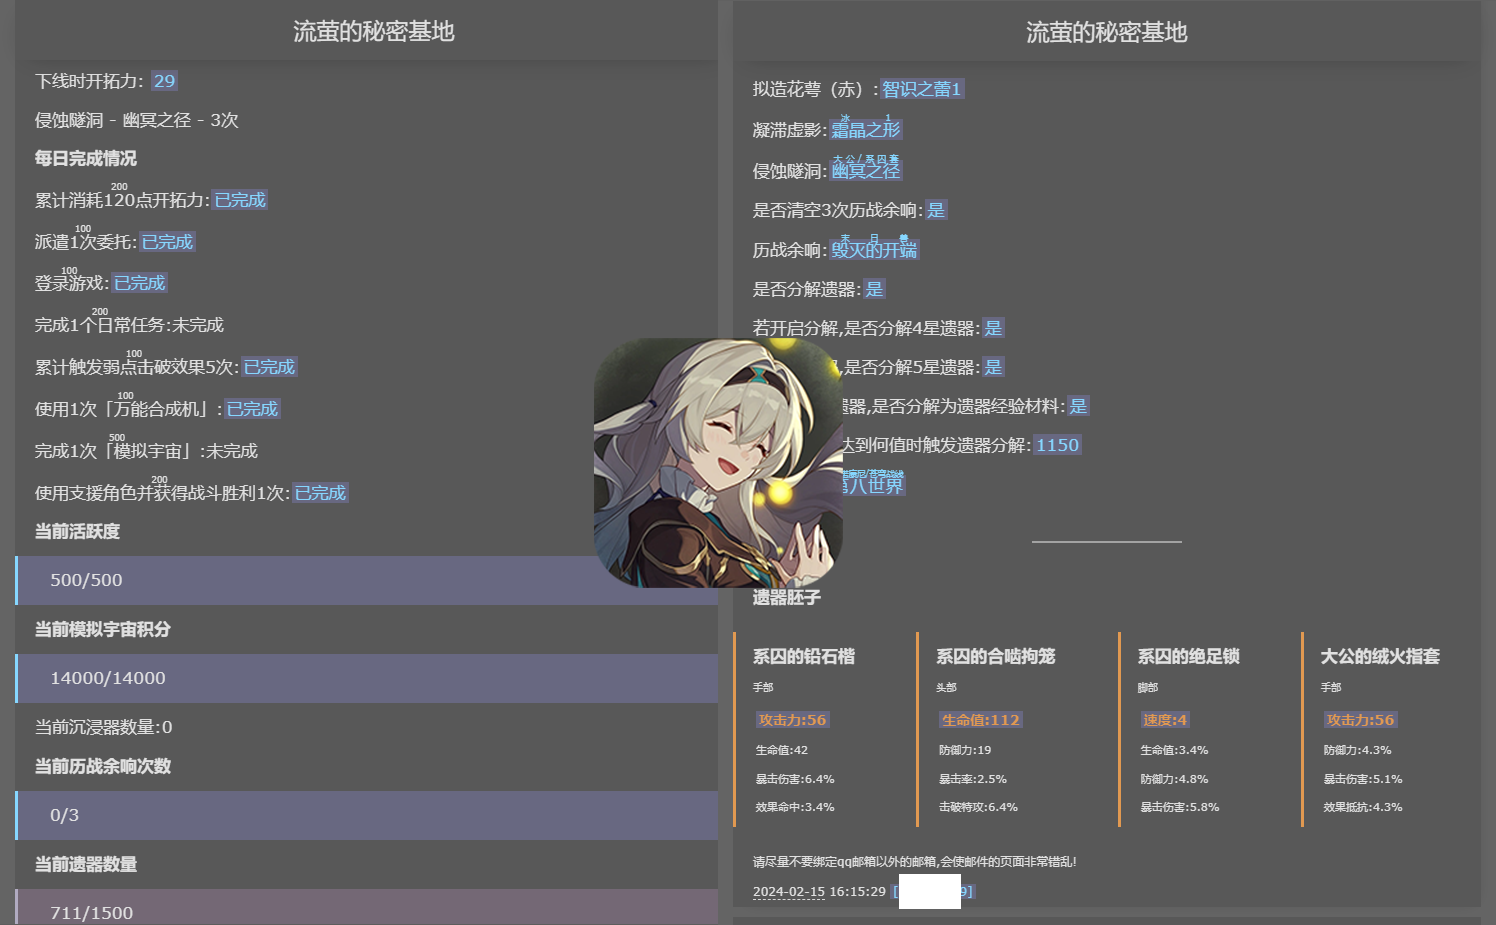 流萤的秘密基地
下线时开拓力: 29
侵蚀隧洞 - 幽冥之径 - 3次
每日完成情况
200
累计消耗120点开拓力: 已完成
100
派遣1次委托: 已完成
100
登录游戏: 已完成
200
完成1个日常任务:未完成
100
累计触发弱点击破效果5次: 已完成
100
使用1次「万能合成机」: 已完成
500
完成1次「模拟宇宙」:未完成
200
使用支援角色并获得战斗胜利1次: 已完成
当前活跃度
500/500
当前模拟宇宙积分
14000/14000
当前沉浸器数量:0
当前历战余响次数
0/3
当前遗器数量
711/1500
流萤的秘密基地
拟造花萼（赤）: 智识之蕾1
冰 1
凝滞虚影: 霜晶之形
大公/系囚套
侵蚀隧洞: 幽冥之径
是否清空3次历战余响: 是
末日兽
历战余响: 毁灭的开端
是否分解遗器: 是
若开启分解,是否分解4星遗器: 是
,是否分解5星遗器: 是
遗器,是否分解为遗器经验材料: 是
达到何值时触发遗器分解: 1150
第八世界
遗器胚子
系囚的铅石梏
手部
攻击力:56
生命值:42
暴击伤害:6.4%
效果命中:3.4%
系囚的合啮拘笼
头部
生命值:112
防御力:19
暴击率:2.5%
击破特攻:6.4%
系囚的绝足锁
脚部
速度:4
生命值:3.4%
防御力:4.8%
暴击伤害:5.8%
大公的绒火指套
手部
攻击力:56
防御力:4.3%
暴击伤害:5.1%
效果抵抗:4.3%
请尽量不要绑定qq邮箱以外的邮箱,会使邮件的页面非常错乱!
2024-02-15 16:15:29 [ 9]